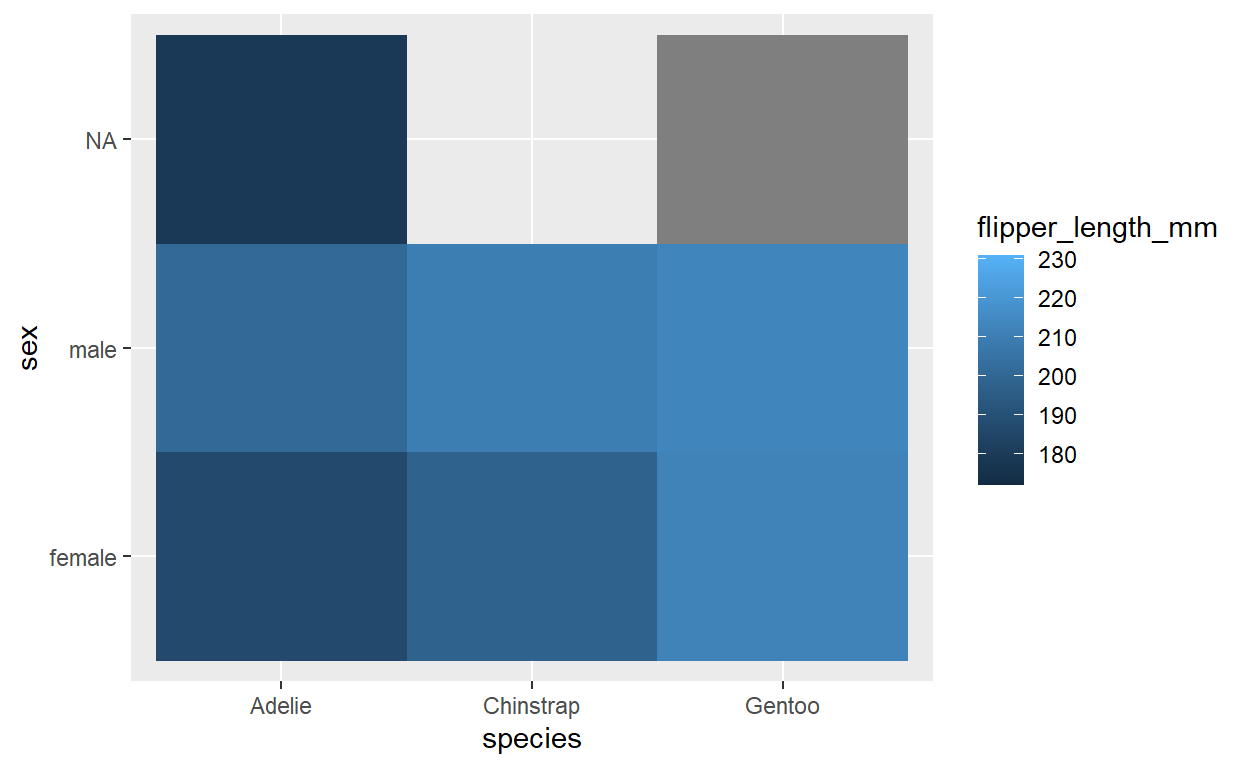 NA
male
female
sex
Adelie
Chinstrap
Gentoo
species
flipper_length_mm
230
220
210
200
190
180